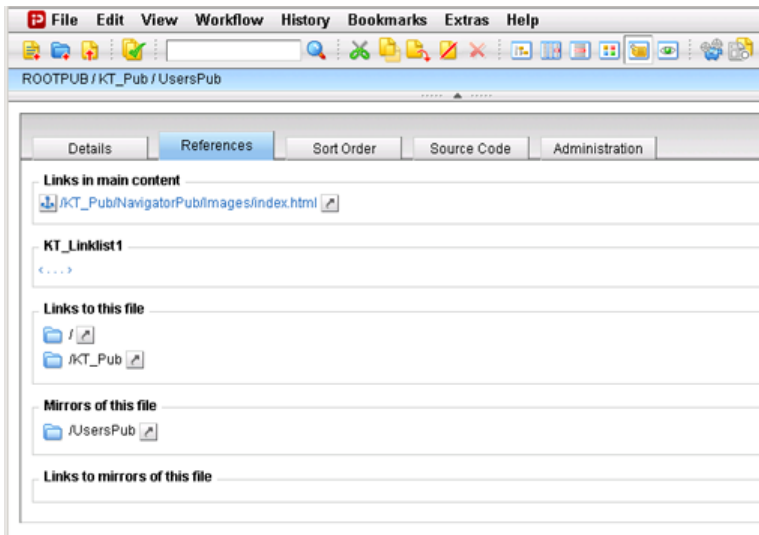 File Edit View Workflow History Bookmarks Extras Help
ROOTPUB / KT_Pub / UsersPub
Details References Sort Order Source Code Administration
Links in main content
/KT_Pub/NavigatorPub/Images/index.html
KT_Linklist1
<...>
Links to this file
/
/KT_Pub
Mirrors of this file
/UsersPub
Links to mirrors of this file